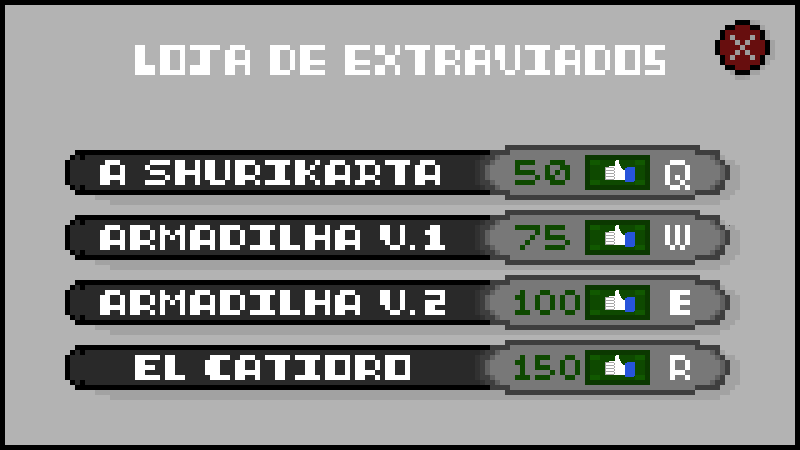 LOJA DE EXTRAVIADOS
X
A SHURIKARTA 50 Q
ARMADILHA V.1 75 W
ARMADILHA V.2 100 E
EL CATIORO 150 R